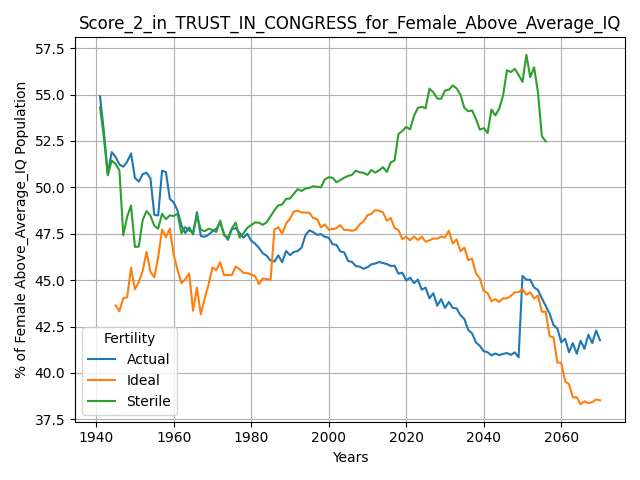 Score_2_in_TRUST_IN_CONGRESS_for_Female_Above_Average_IQ
% of Female Above_Average_IQ Population
57.5
55.0
52.5
50.0
47.5
45.0
42.5
40.0
37.5
Fertility
Actual
Ideal
Sterile
1940
1960
1980
2000
2020
2040
2060
Years